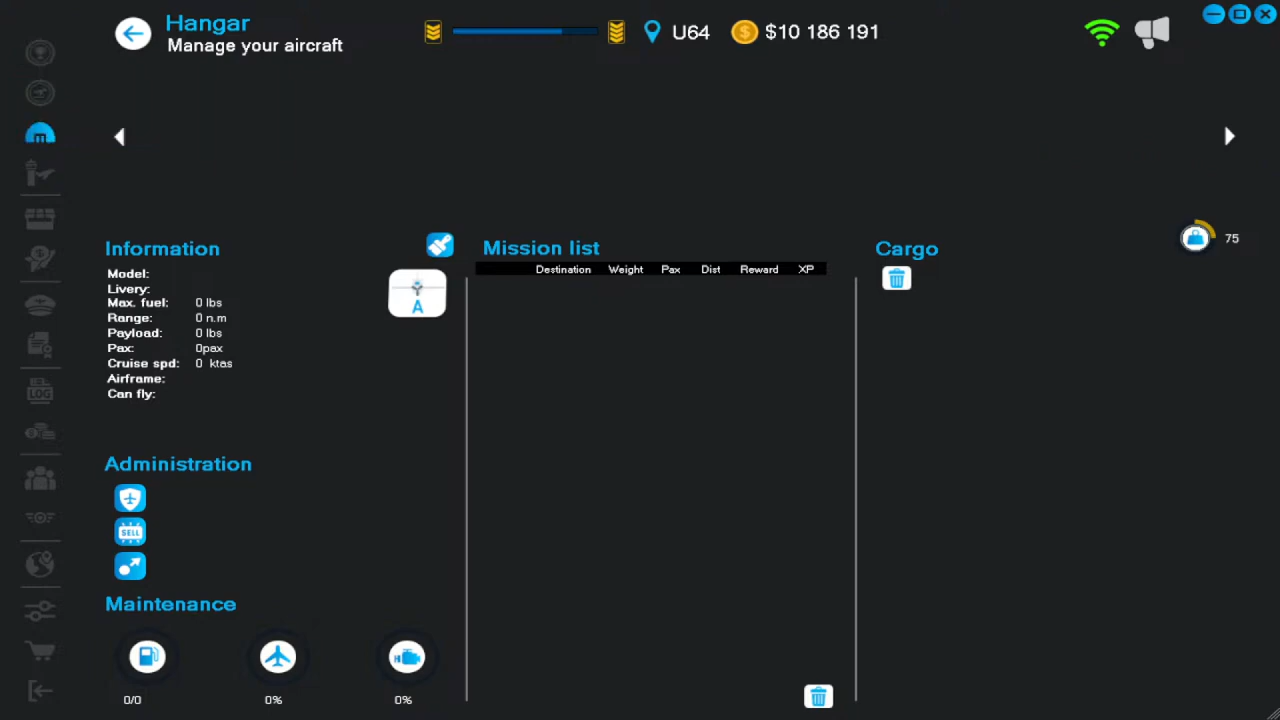 Hangar
Manage your aircraft
U64
$10 186 191
75
Information
Model:
Livery:
Max. fuel: 0 lbs
Range: 0 n.m
Payload: 0 lbs
Pax: 0pax
Cruise spd: 0 ktas
Airframe:
Can fly:
A
Mission list
Destination Weight Pax Dist Reward XP
Cargo
Administration
SELL
Maintenance
0/0
0%
0%
LOG